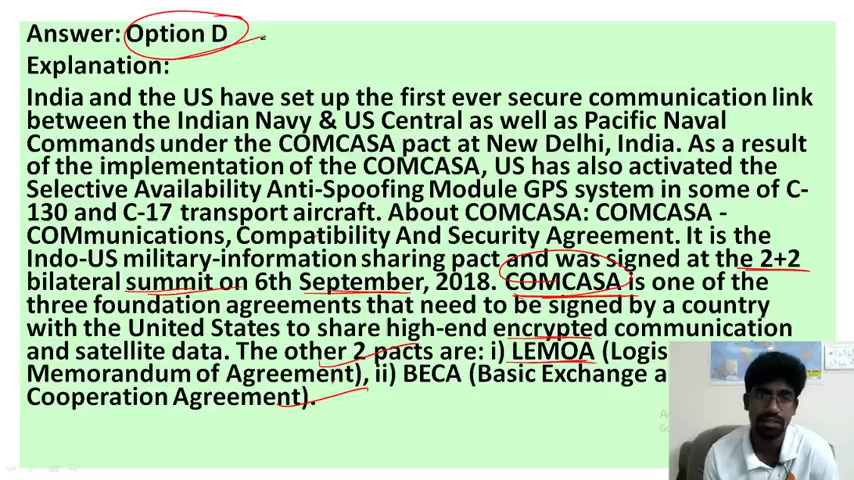 Answer: Option D
Explanation:
India and the US have set up the first ever secure communication link
between the Indian Navy & US Central as well as Pacific Naval
Commands under the COMCASA pact at New Delhi, India. As a result
of the implementation of the COMCASA, US has also activated the
Selective Availability Anti-Spoofing Module GPS system in some of C-
130 and C-17 transport aircraft. About COMCASA: COMCASA -
COMmunications, Compatibility And Security Agreement. It is the
Indo-US military-information sharing pact and was signed at the 2+2
bilateral summit on 6th September, 2018. COMCASA is one of the
three foundation agreements that need to be signed by a country
with the United States to share high-end encrypted communication
and satellite data. The other 2 pacts are: i) LEMOA (Logis
Memorandum of Agreement), ii) BECA (Basic Exchange a
Cooperation Agreement).